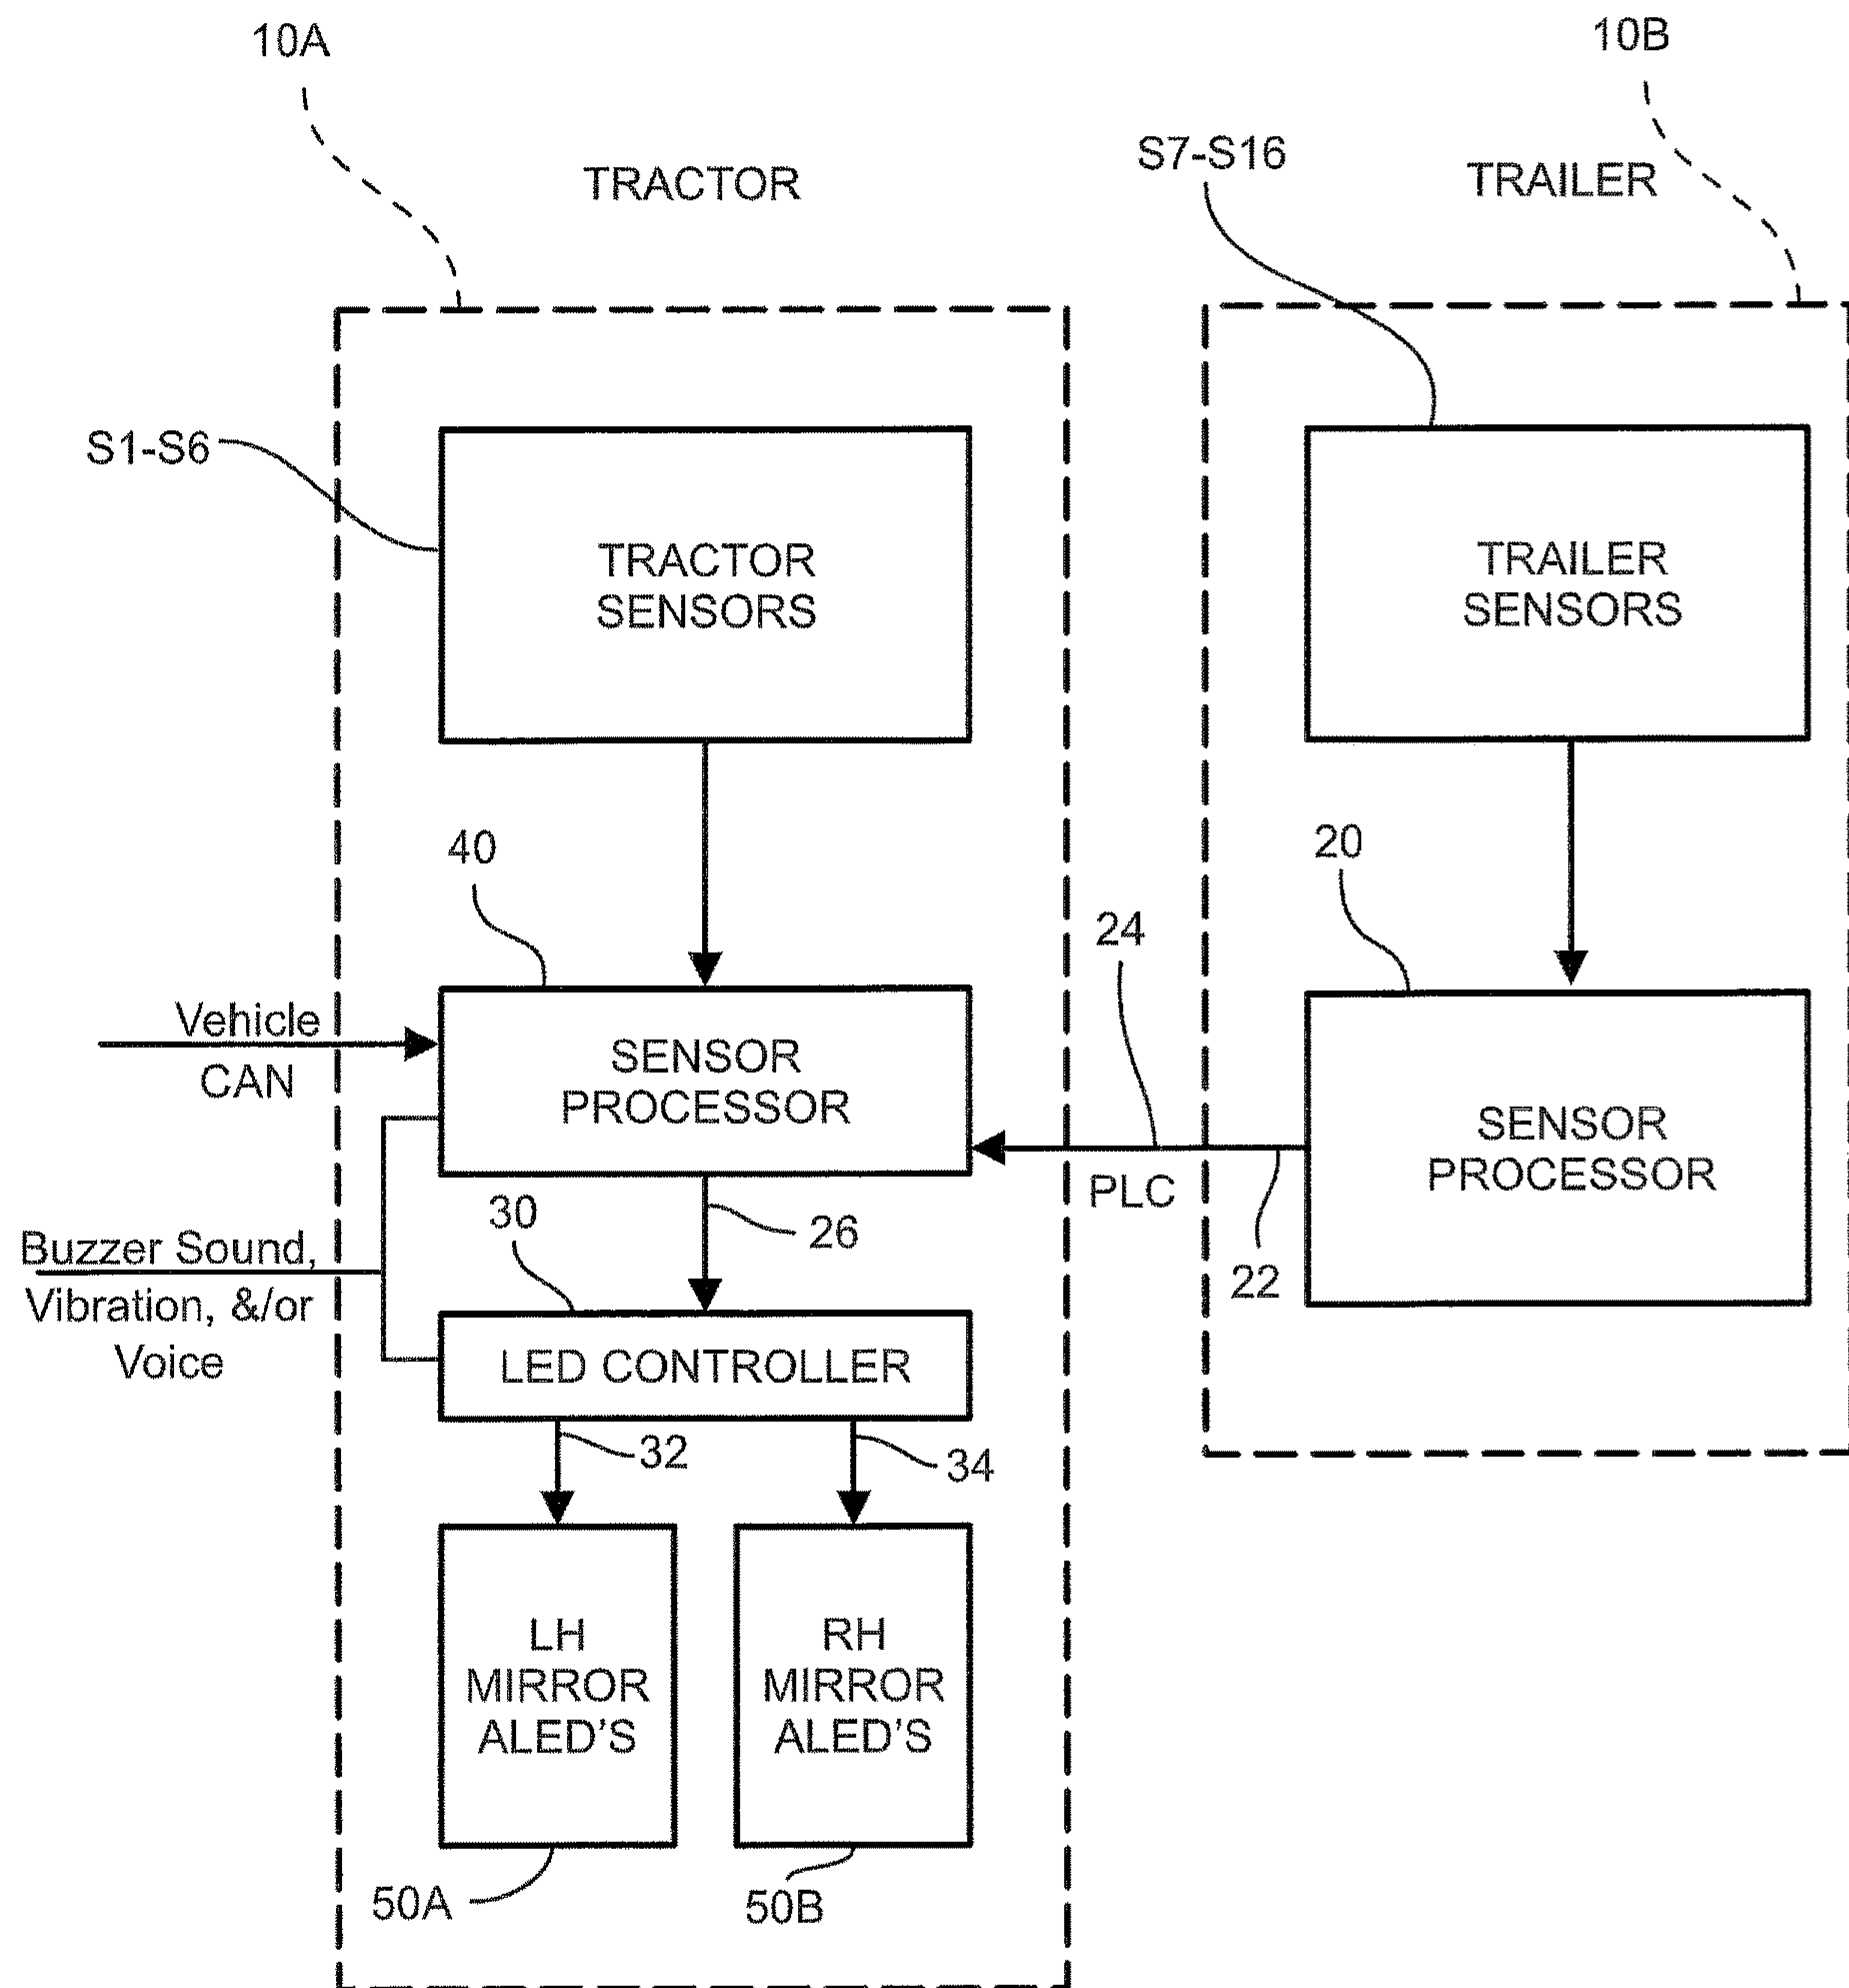 10A
10B
TRACTOR
S7-S16
TRAILER
S1-S6
TRACTOR
SENSORS
TRAILER
SENSORS
40
20
24
Vehicle
CAN
SENSOR
PROCESSOR
SENSOR
PROCESSOR
PLC
22
30
26
Buzzer Sound,
Vibration, &/or
Voice
LED CONTROLLER
32
34
LH
MIRROR
ALED'S
RH
MIRROR
ALED'S
50A
50B